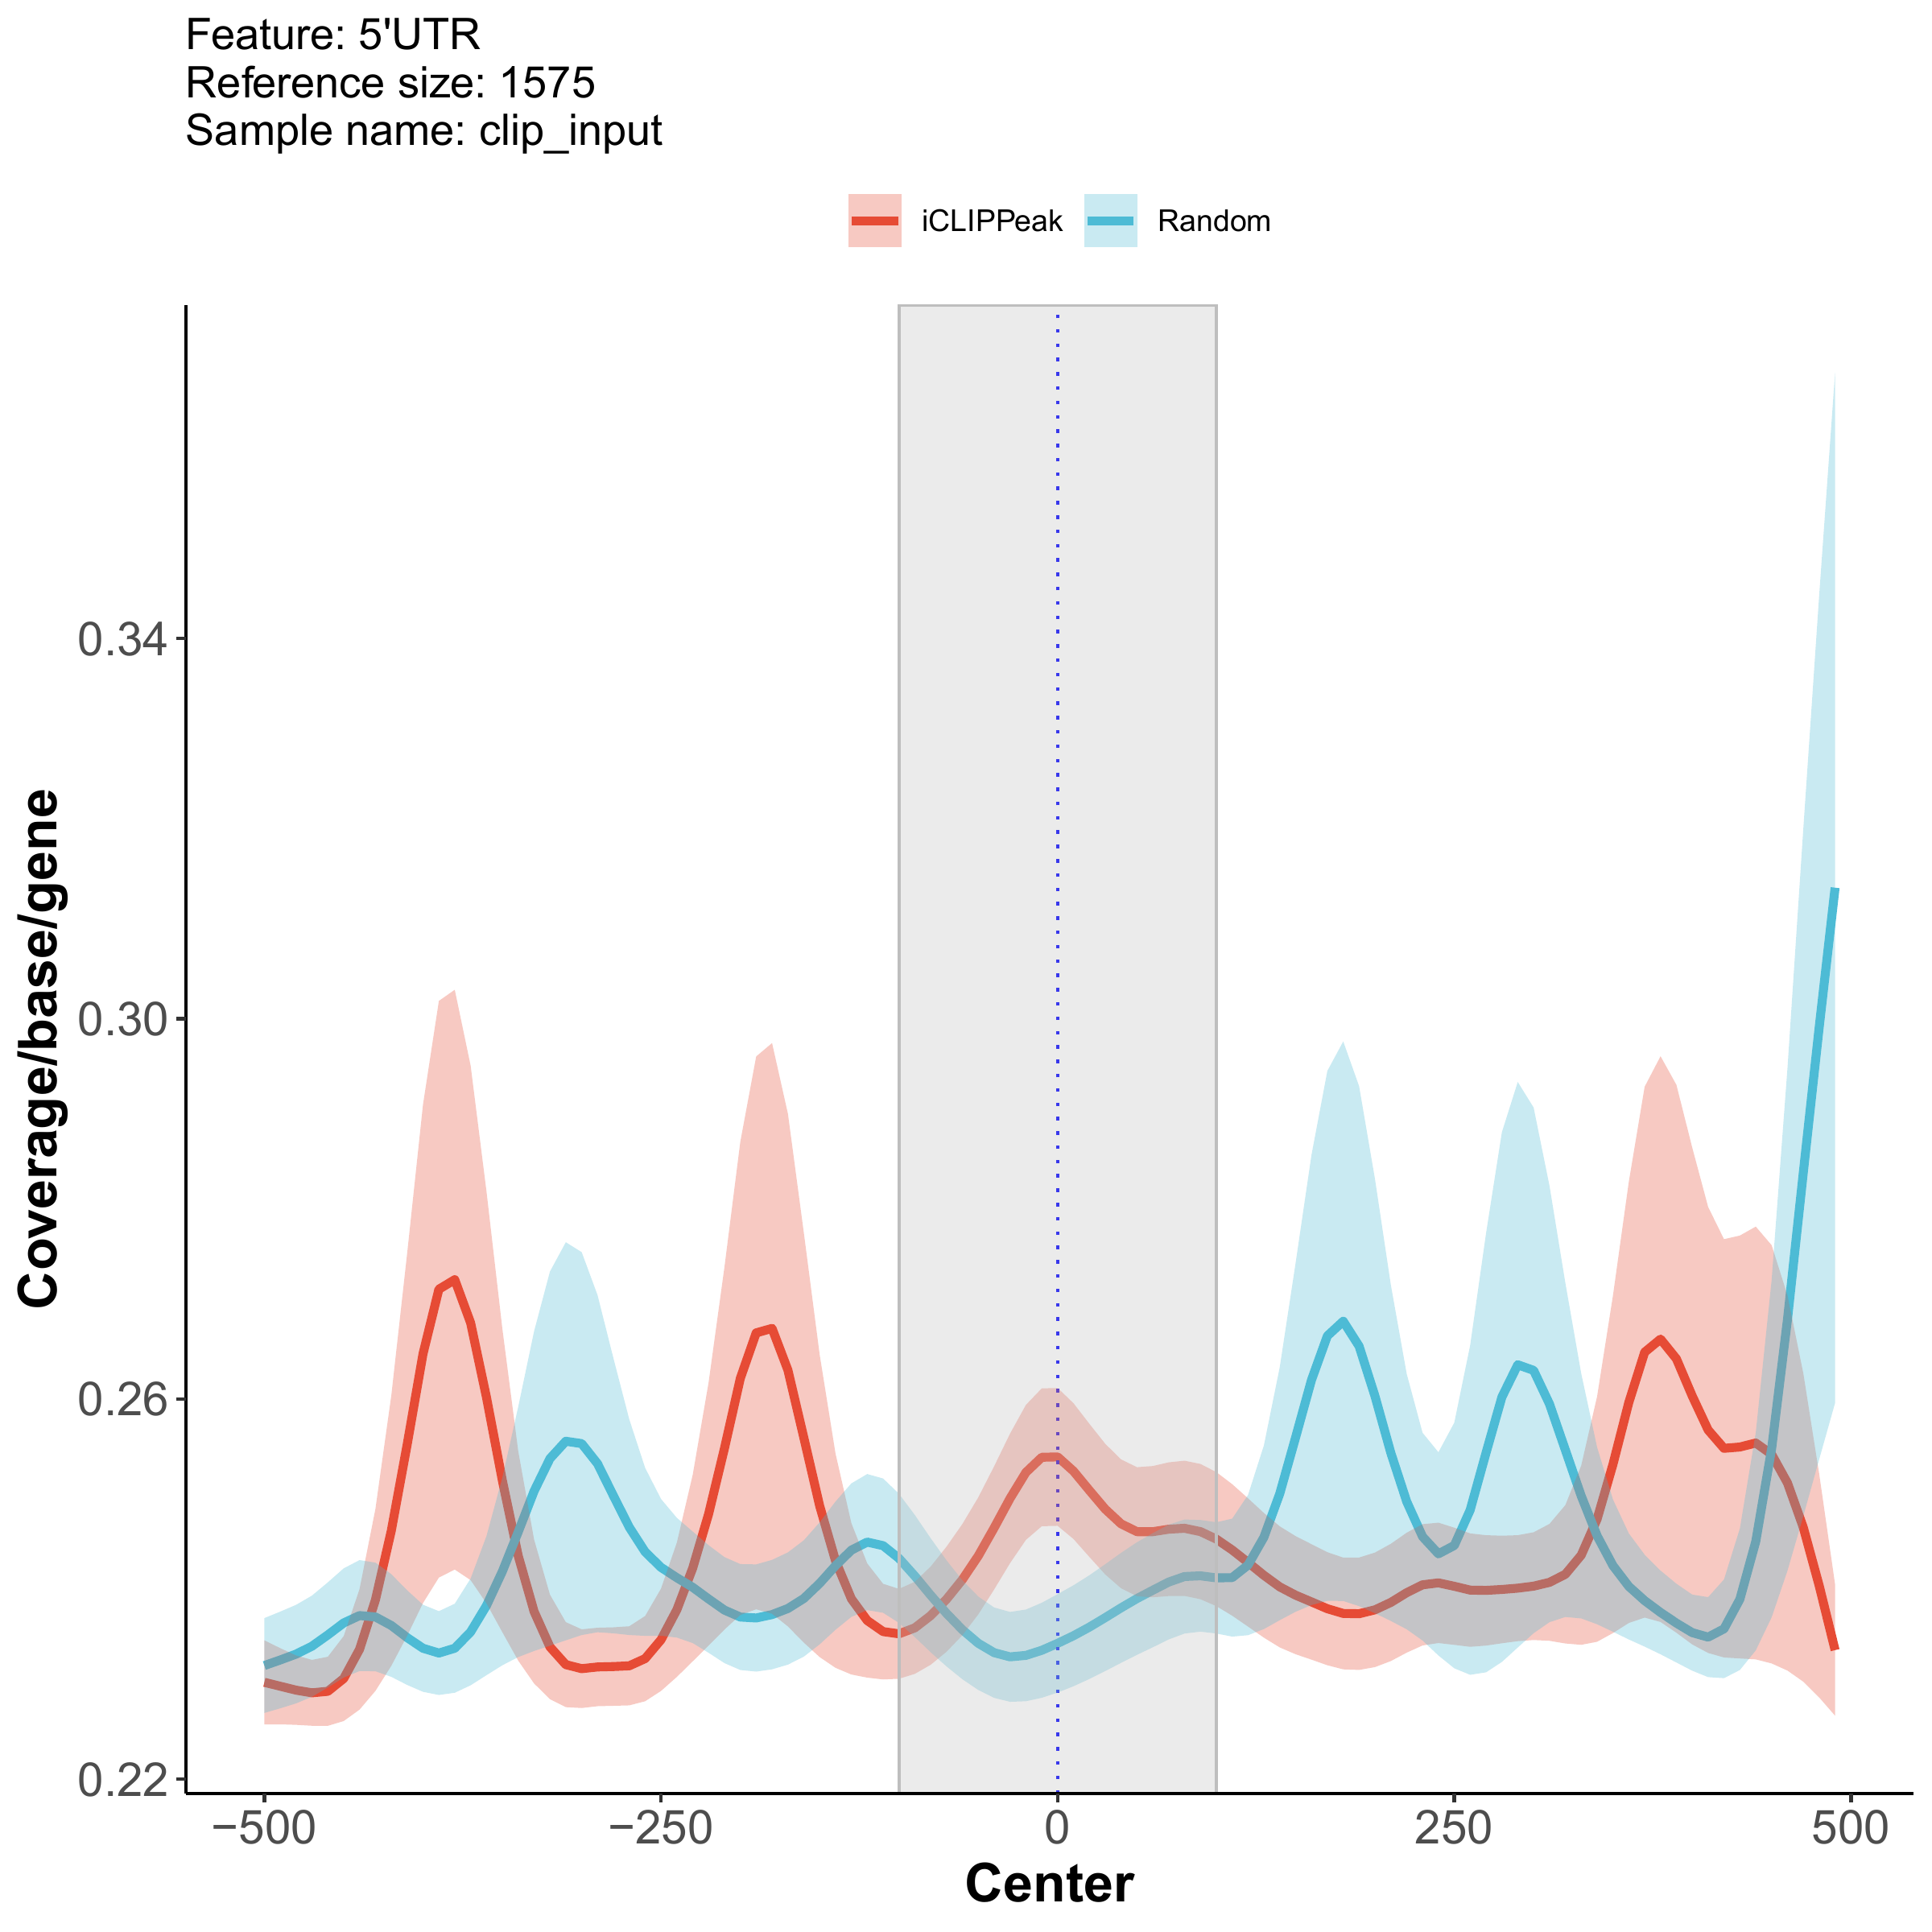 Feature: 5'UTR
Reference size: 1575
Sample name: clip_input
iCLIPPeak Random
Coverage/base/gene
0.34
0.30
0.26
0.22
−500 −250 0 250 500
Center